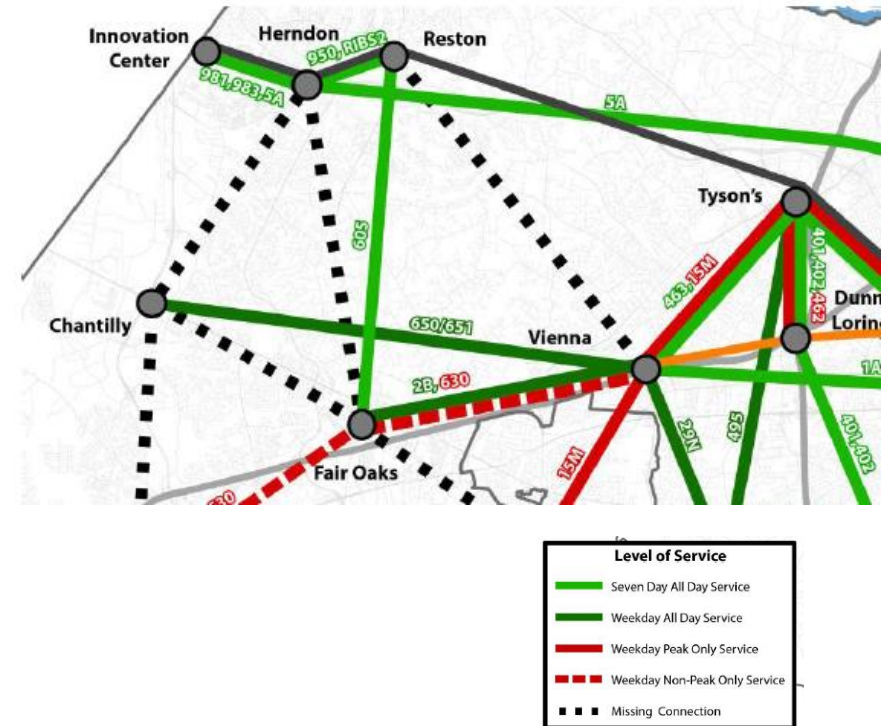 Innovation
Center
Herndon
950, RIBS2
Reston
981,983,5A
5A
Tyson's
605
463,15M
401,402,462
Dunn
Loring
Chantilly
650/651
Vienna
1A
2B, 630
29N
495
401,402
15M
Fair Oaks
630
Level of Service
Seven Day All Day Service
Weekday All Day Service
Weekday Peak Only Service
Weekday Non-Peak Only Service
Missing Connection